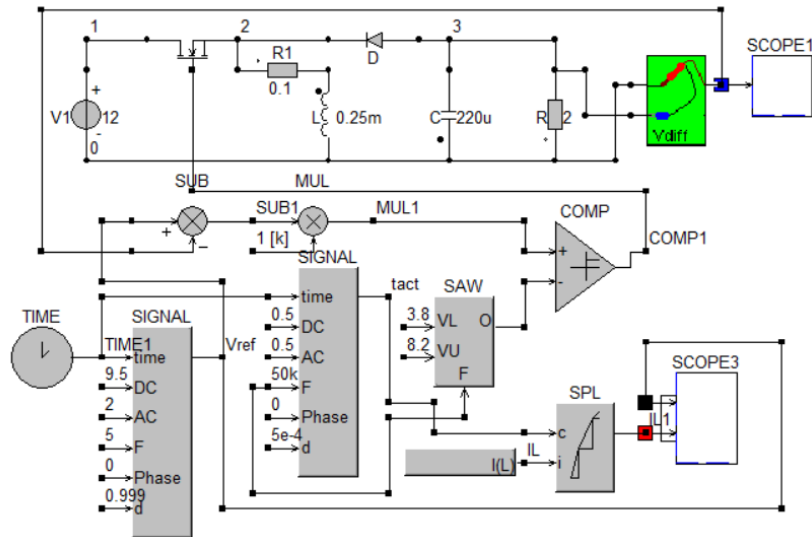 1
2
3
SCOPE1
R1
D
0.1
+
V1
12
L
0.25m
C
220u
R
2
-
0
Vdiff
SUB
MUL
SUB1
MUL1
COMP
+
−
1 [k]
+
-
COMP1
SIGNAL
tact
SAW
TIME
SIGNAL
time
0.5
DC
3.8
VL
O
TIME1
Vref
time
0.5
AC
8.2
VU
SCOPE3
9.5
DC
50k
F
F
SPL
2
AC
0
Phase
IL1
5
F
5e-4
d
c
0
Phase
I(L)
IL
i
0.999
d